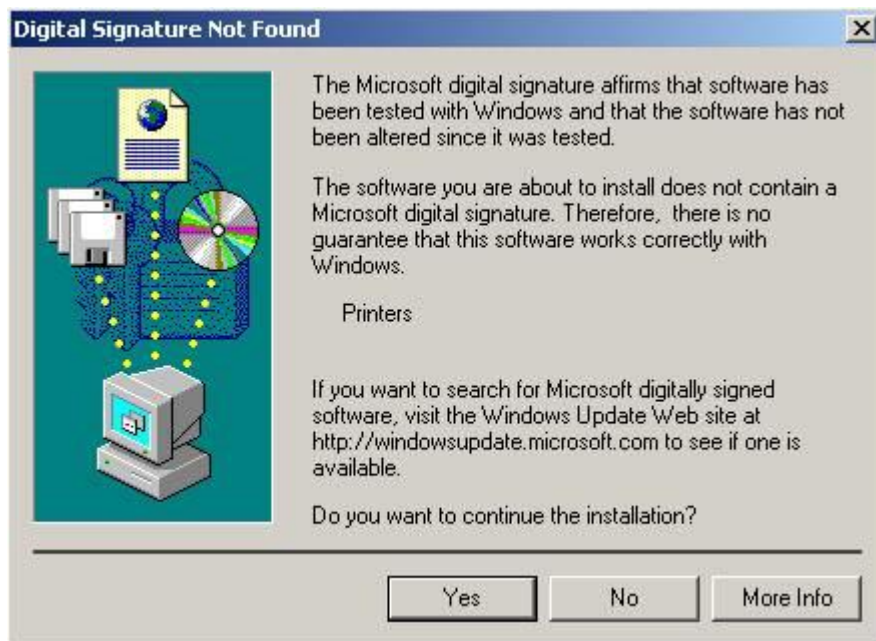 Digital Signature Not Found
The Microsoft digital signature affirms that software has
been tested with Windows and that the software has not
been altered since it was tested.
The software you are about to install does not contain a
Microsoft digital signature. Therefore,  there is no
guarantee that this software works correctly with
Windows.
Printers
If you want to search for Microsoft digitally signed
software, visit the Windows Update Web site at
http://windowsupdate.microsoft.com to see if one is
available.
Do you want to continue the installation?
Yes No More Info